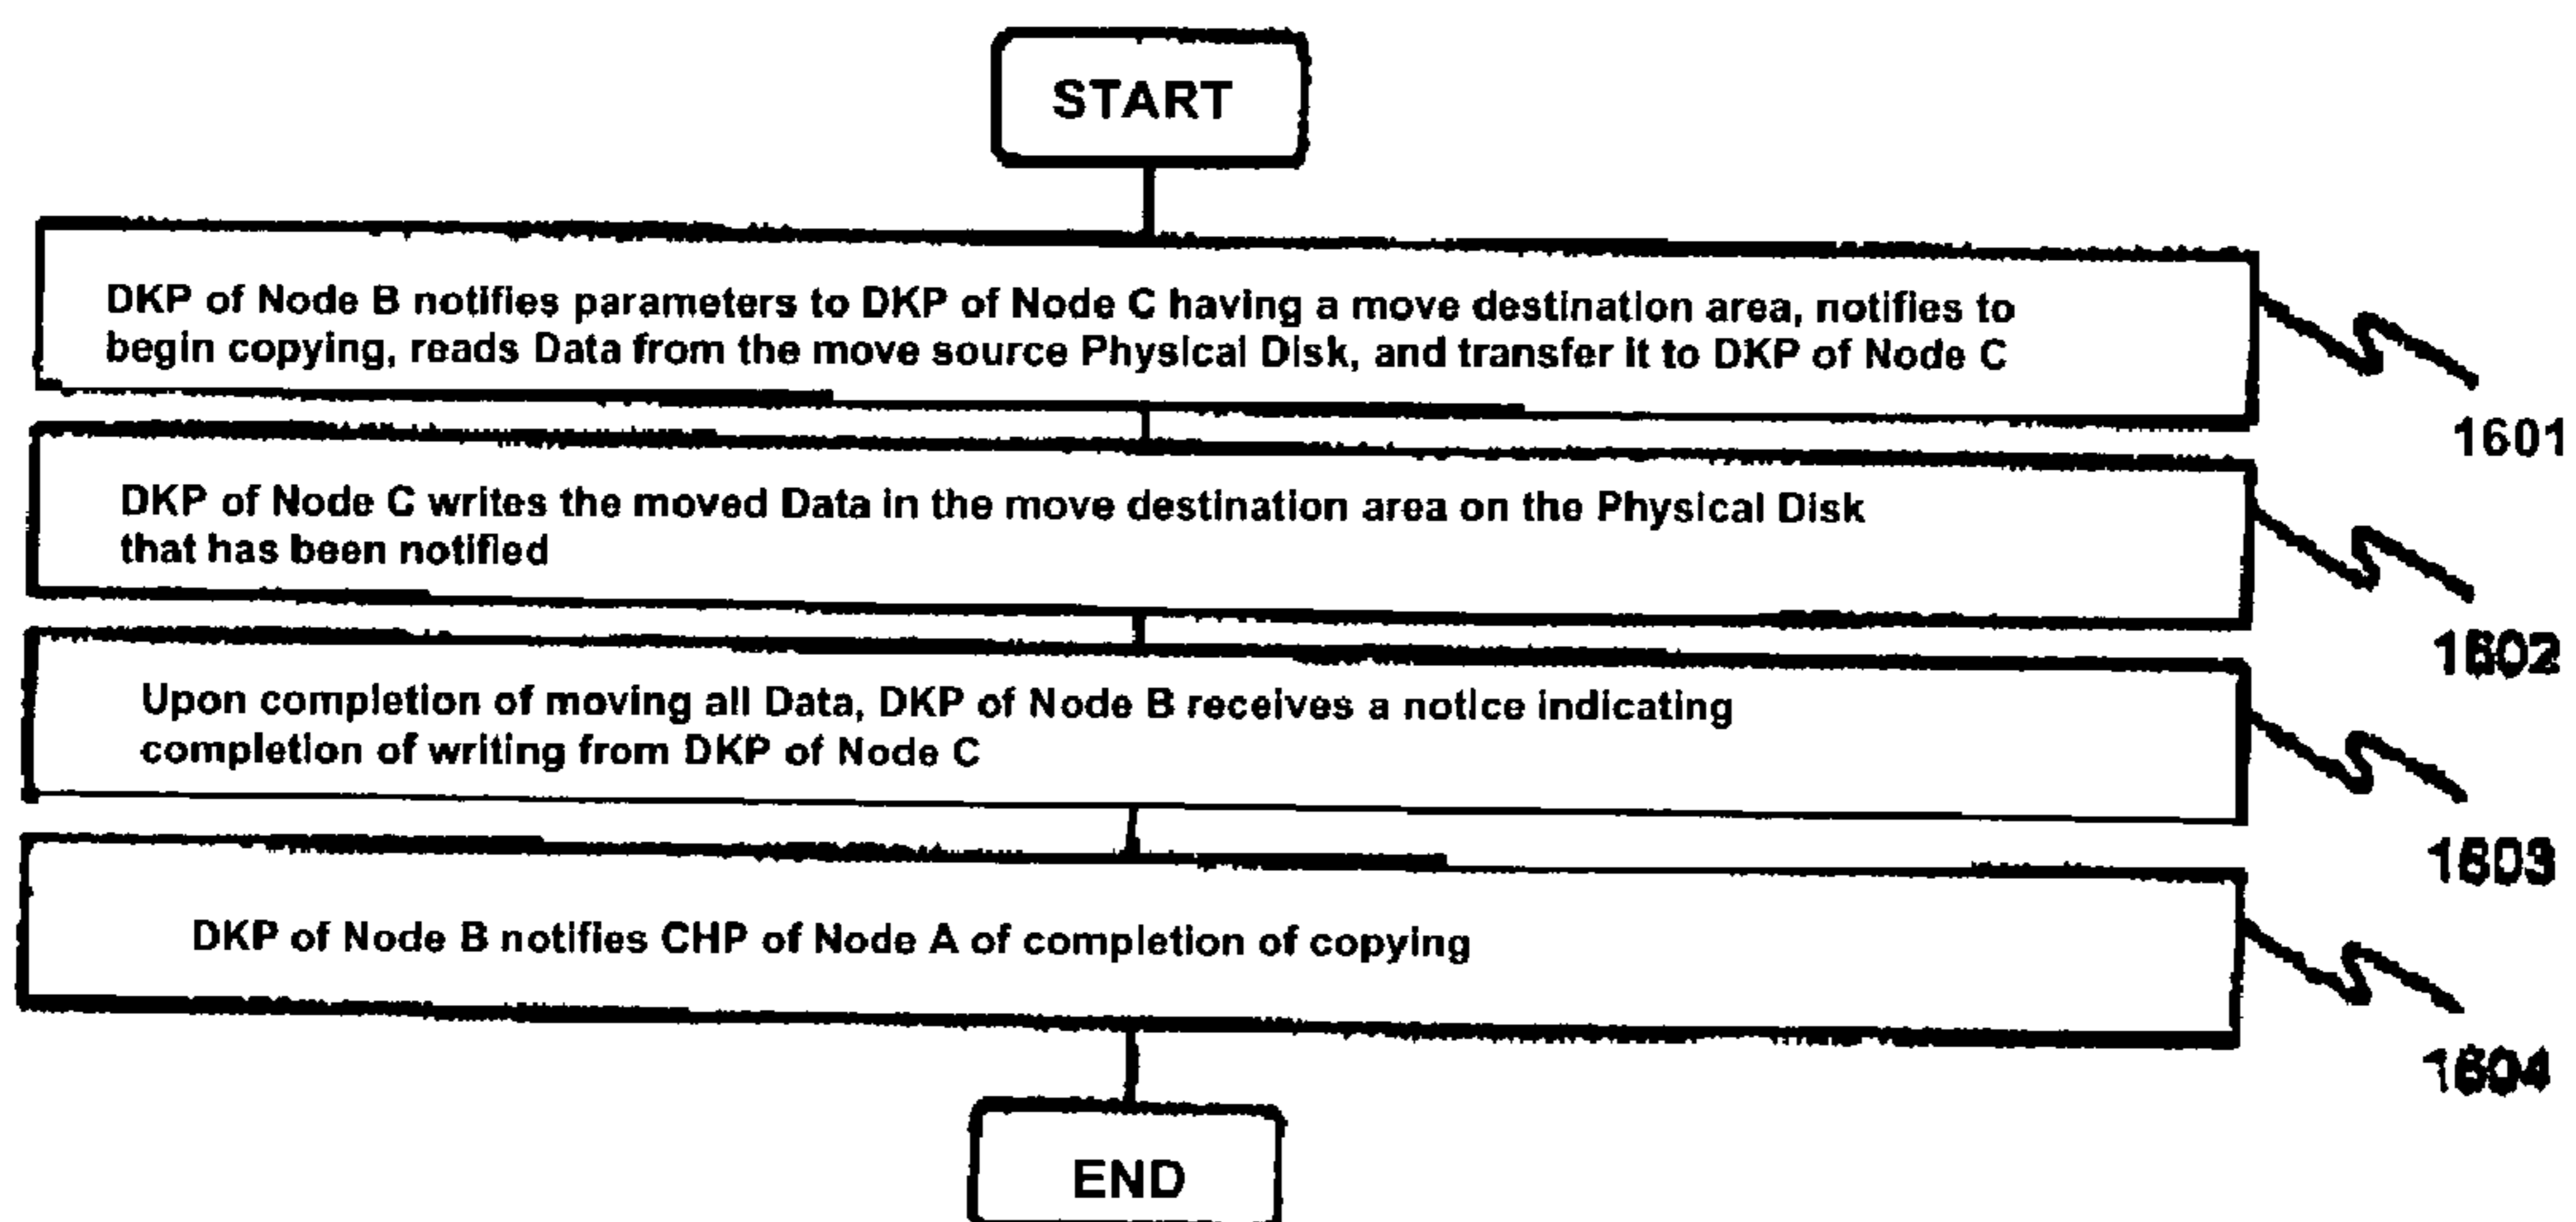 START
DKP of Node B notifies parameters to DKP of Node C having a move destination area, notifies to
begin copying, reads Data from the move source Physical Disk, and transfer it to DKP of Node C
1601
DKP of Node C writes the moved Data in the move destination area on the Physical Disk
that has been notified
1602
Upon completion of moving all Data, DKP of Node B receives a notice indicating
completion of writing from DKP of Node C
1603
DKP of Node B notifies CHP of Node A of completion of copying
1604
END